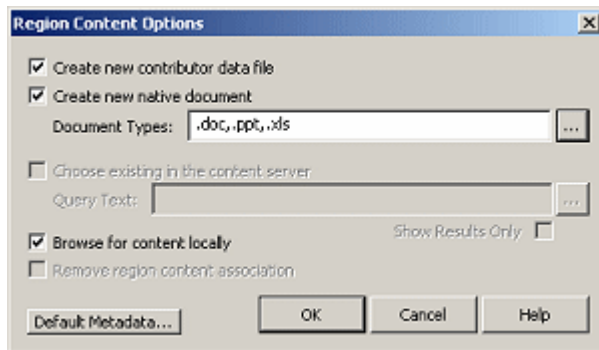 Region Content Options
Create new contributor data file
Create new native document
Document Types: .doc,.ppt,.xls ...
Choose existing in the content server
Query Text: ...
Show Results Only
Browse for content locally
Remove region content association
Default Metadata... OK Cancel Help